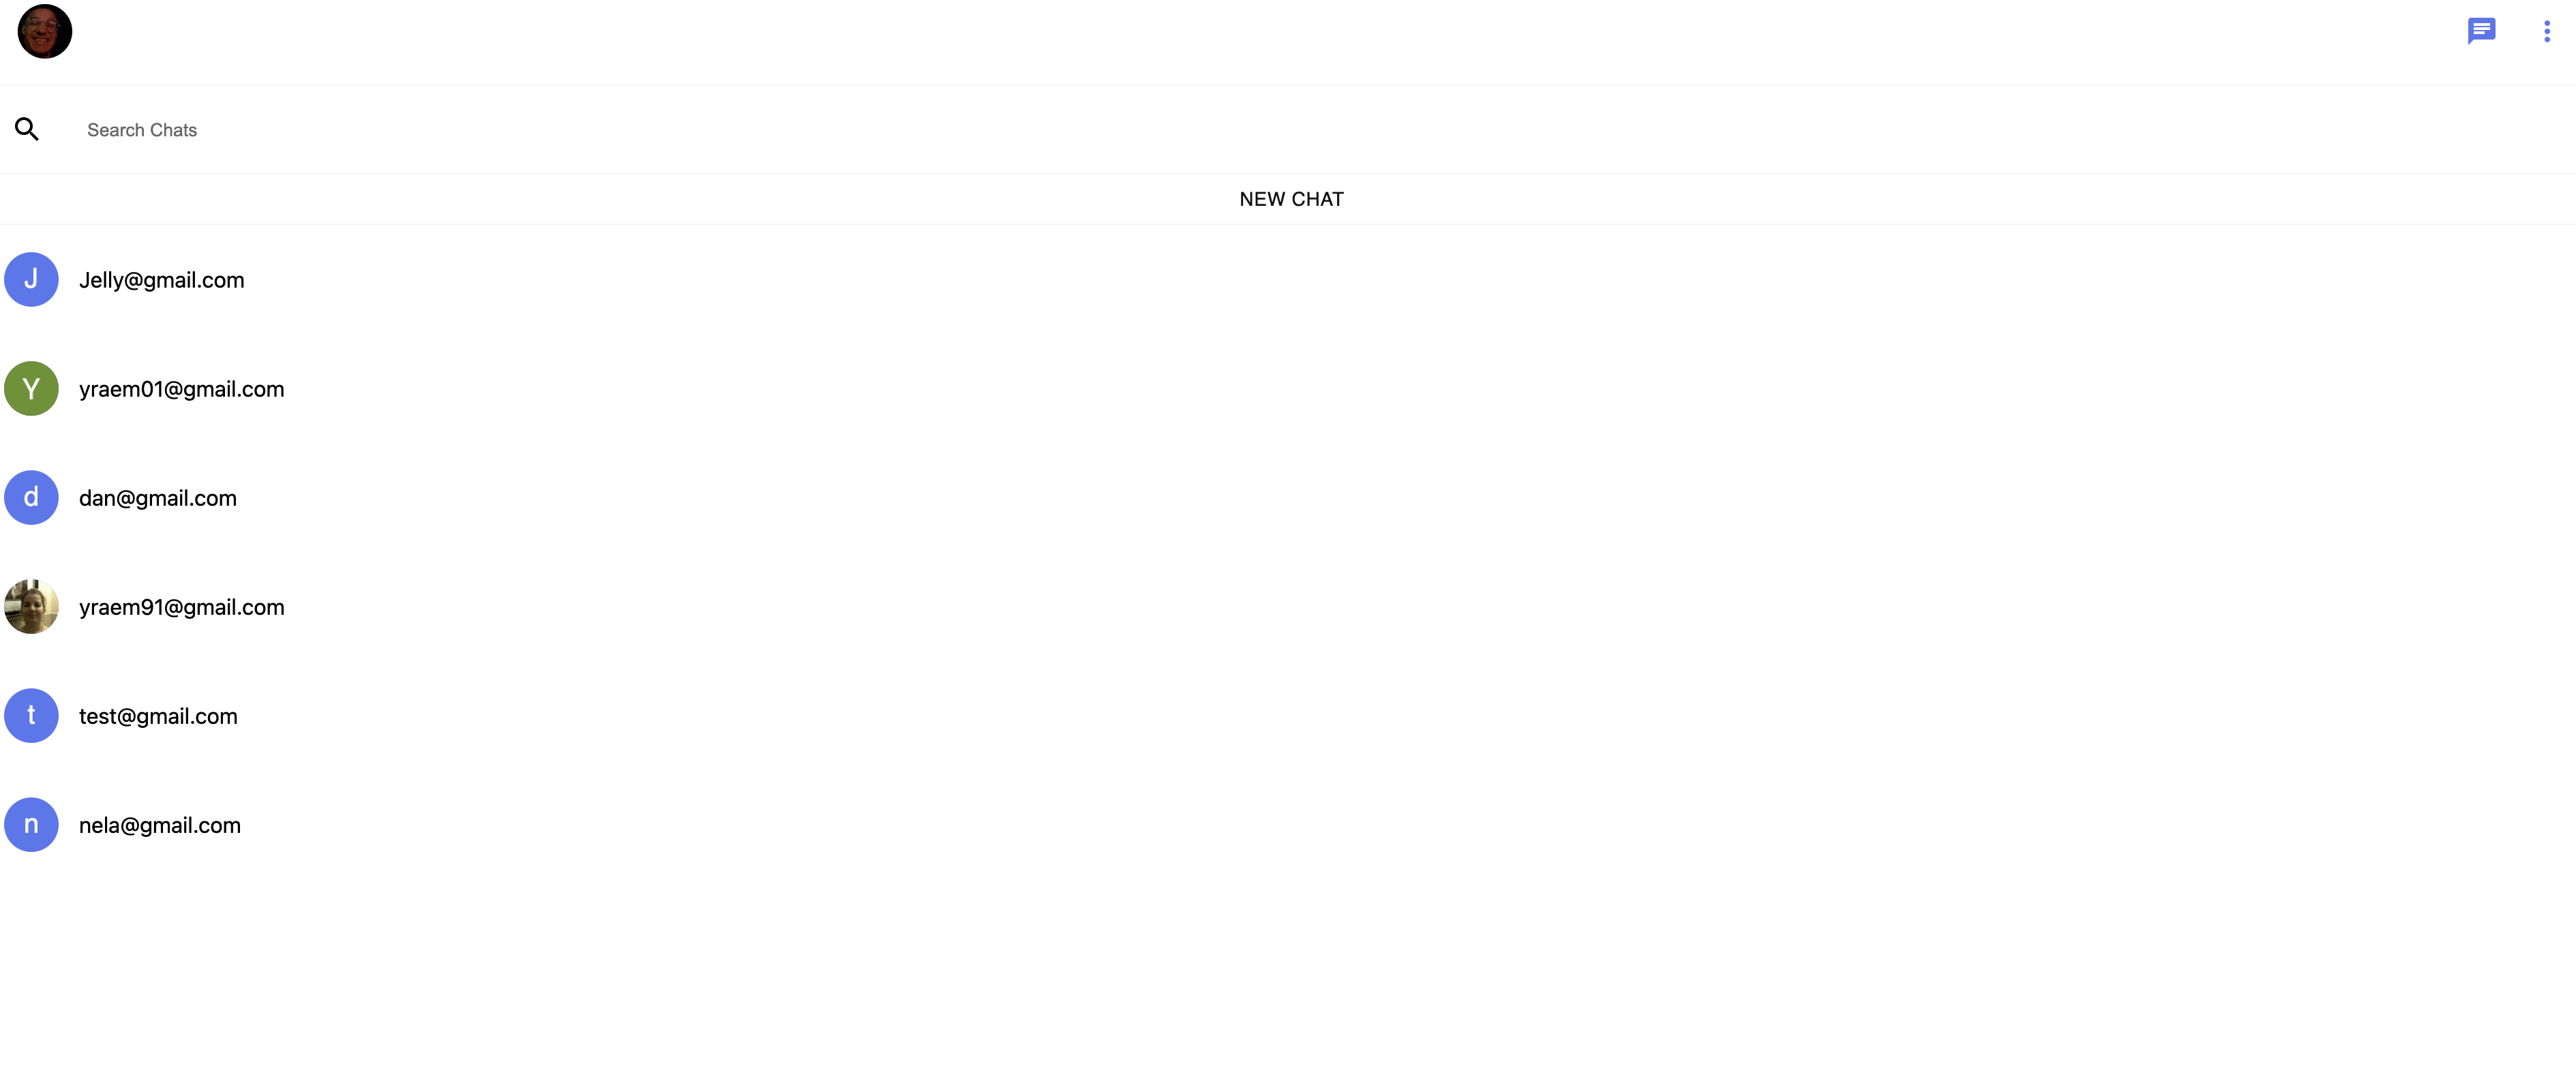 Search Chats
NEW CHAT
J
Jelly@gmail.com
Y
yraem01@gmail.com
d
dan@gmail.com
yraem91@gmail.com
t
test@gmail.com
n
nela@gmail.com